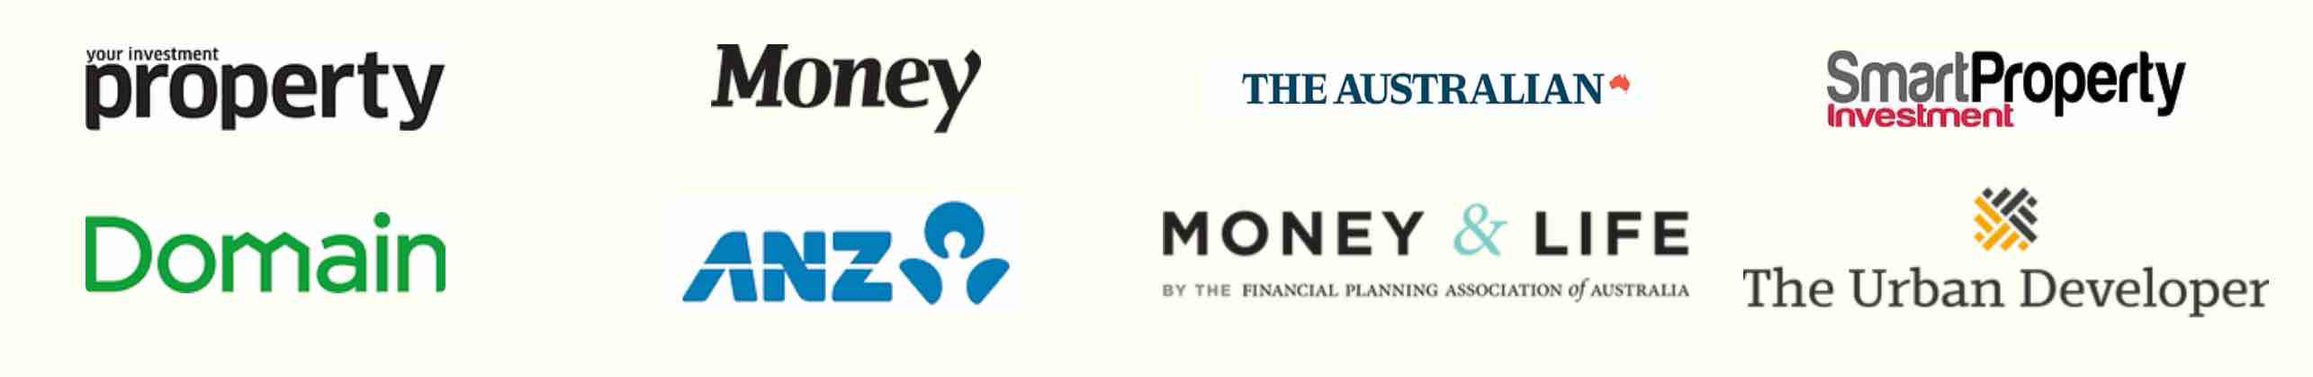 your investment
property
Money
THE AUSTRALIAN
SmartProperty
Investment
Domain
ANZ
MONEY & LIFE
BY THE FINANCIAL PLANNING ASSOCIATION of AUSTRALIA
The Urban Developer